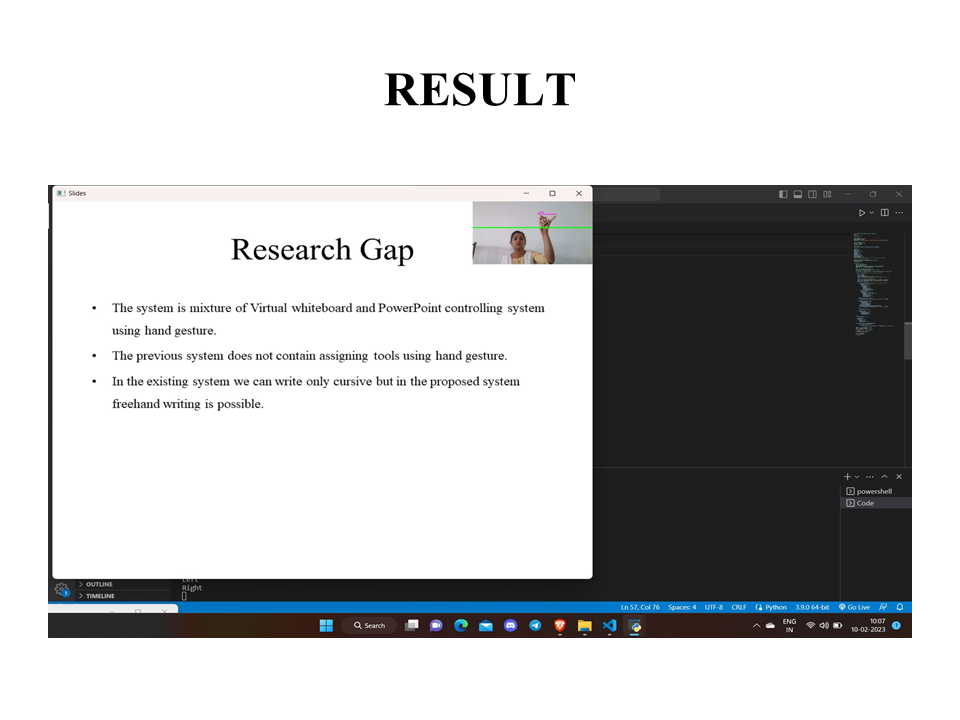 RESULT
Slides
Research Gap
• The system is mixture of Virtual whiteboard and PowerPoint controlling system
using hand gesture.
• The previous system does not contain assigning tools using hand gesture.
• In the existing system we can write only cursive but in the proposed system
freehand writing is possible.
powershell
Code
OUTLINE
TIMELINE
Left
Right
Ln 57, Col 76 Spaces: 4 UTF-8 CRLF Python 3.9.0 64-bit Go Live
Search
ENG
IN
10:07
10-02-2023